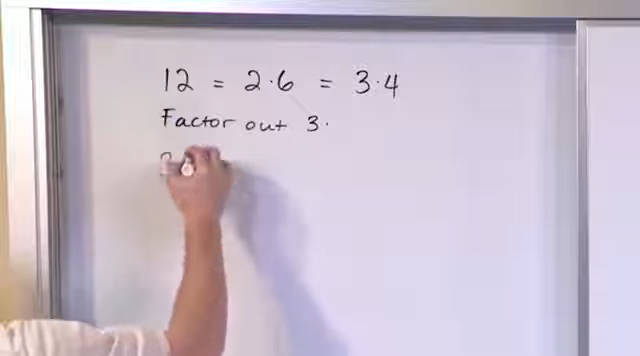 12 = 2·6 = 3·4
Factor out 3.